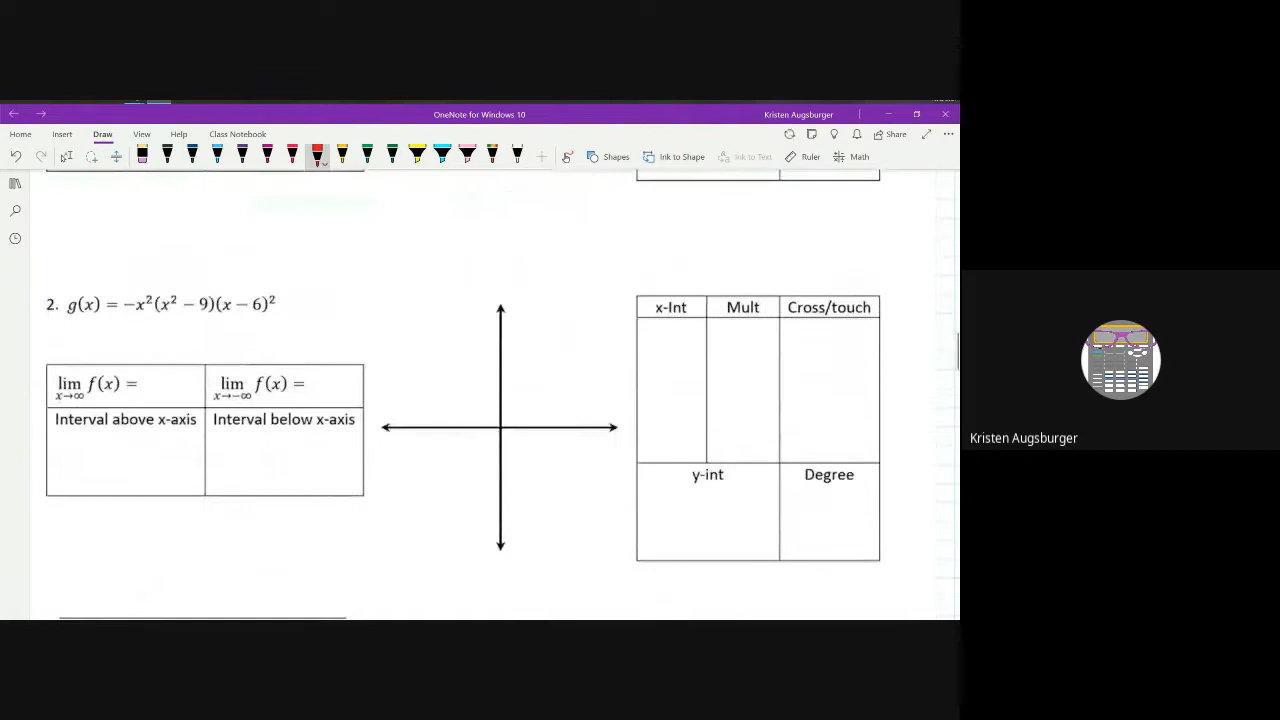 OneNote for Windows 10
Kristen Augsburger
Home Insert Draw View Help Class Notebook
Share
Shapes Ink to Shape Ink to Text Ruler Math
2. g(x) = −x²(x² − 9)(x − 6)²
x-Int Mult Cross/touch
lim x→∞ f(x) = lim x→−∞ f(x) =
Interval above x-axis Interval below x-axis
y-int Degree
Kristen Augsburger